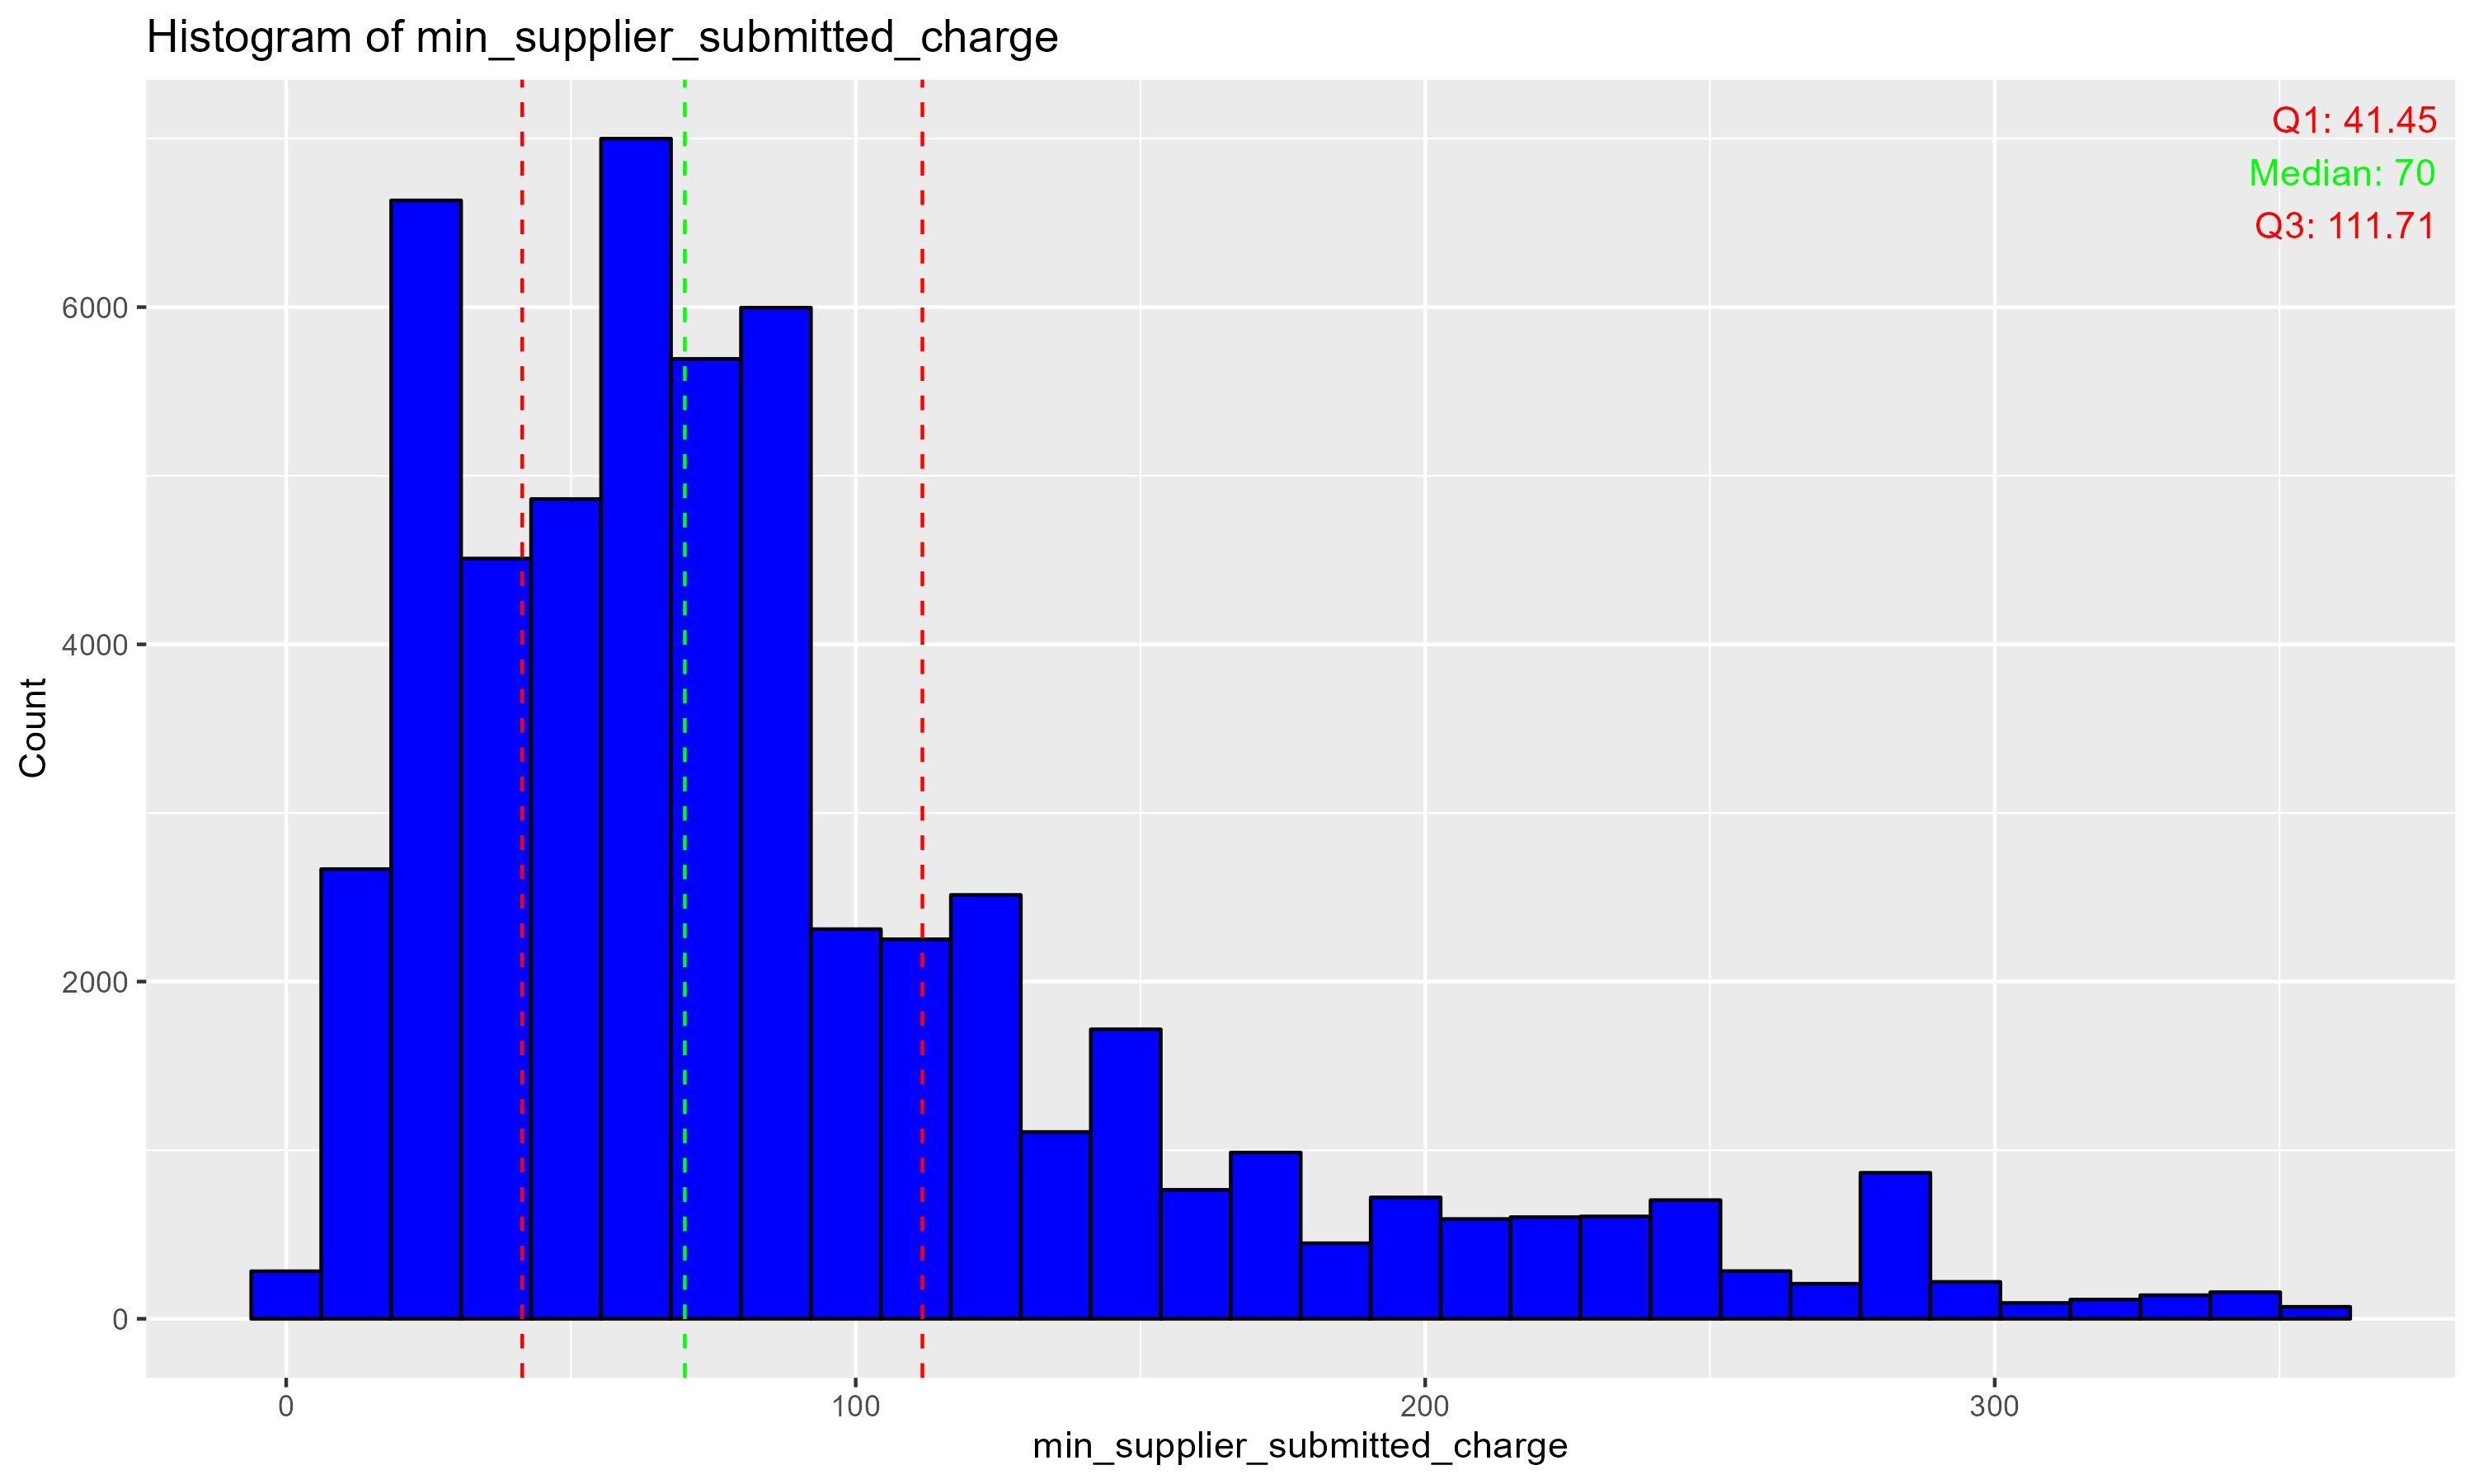 Histogram of min_supplier_submitted_charge
Q1: 41.45
Median: 70
Q3: 111.71
6000
4000
2000
0
Count
0 100 200 300
min_supplier_submitted_charge